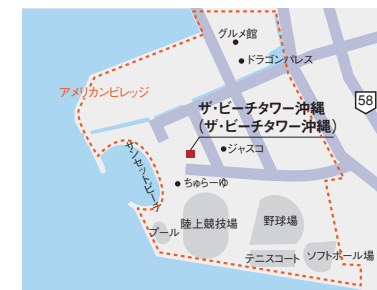 グルメ館
ドラゴンパレス
アメリカンビレッジ
58
ザ・ビーチタワー沖縄
(ザ・ビーチタワー沖縄)
ジャスコ
サンセットビーチ
ちゅらーゆ
陸上競技場
野球場
プール
テニスコート
ソフトボール場